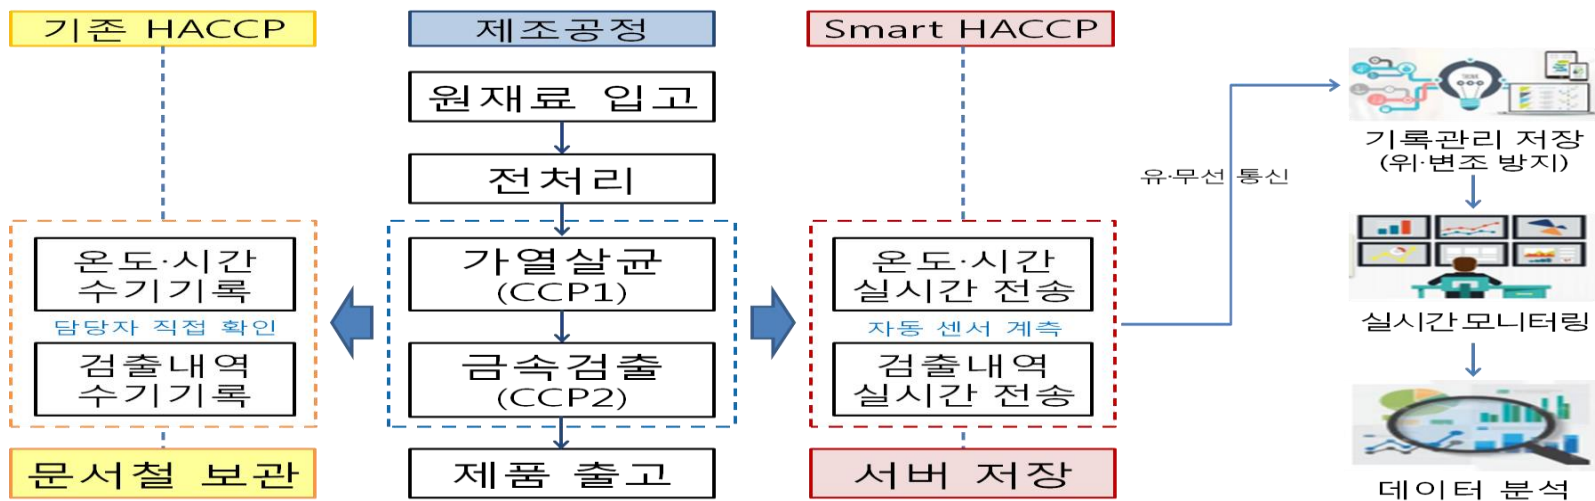 기존 HACCP
온도·시간
수기기록
담당자 직접 확인
검출내역
수기기록
문서철 보관
제조공정
원재료 입고
전처리
가열살균
(CCP1)
금속검출
(CCP2)
제품 출고
Smart HACCP
온도·시간
실시간 전송
자동 센서 계측
검출내역
실시간 전송
서버 저장
유·무선 통신
THINK
기록관리 저장
(위·변조 방지)
실시간 모니터링
데이터 분석